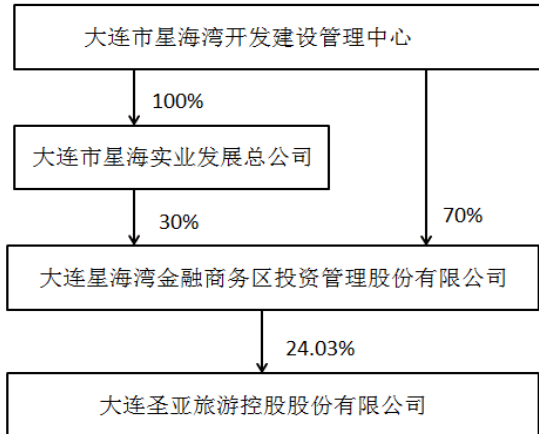 大连市星海湾开发建设管理中心
100%
大连市星海实业发展总公司
30%
70%
大连星海湾金融商务区投资管理股份有限公司
24.03%
大连圣亚旅游控股股份有限公司